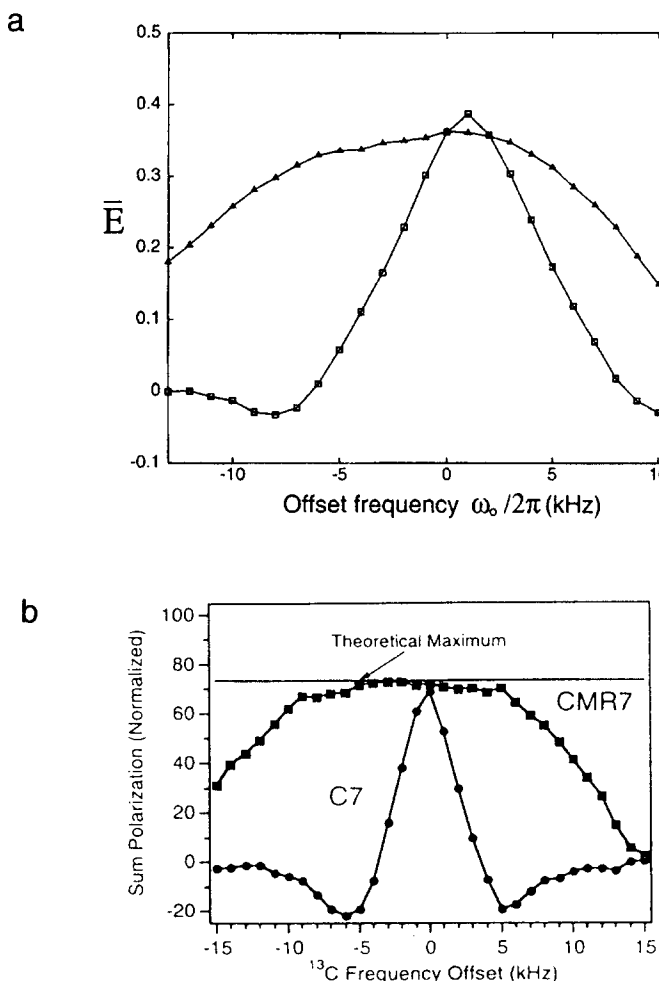 a
0.5
0.4
0.3
E̿
0.2
0.1
0
-0.1
-10
-5
0
5
10
Offset frequency ω₀/2π (kHz)
b
100
80
60
40
20
0
-20
Sum Polarization (Normalized)
Theoretical Maximum
CMR7
C7
-15
-10
-5
0
5
10
15
¹³C Frequency Offset (kHz)